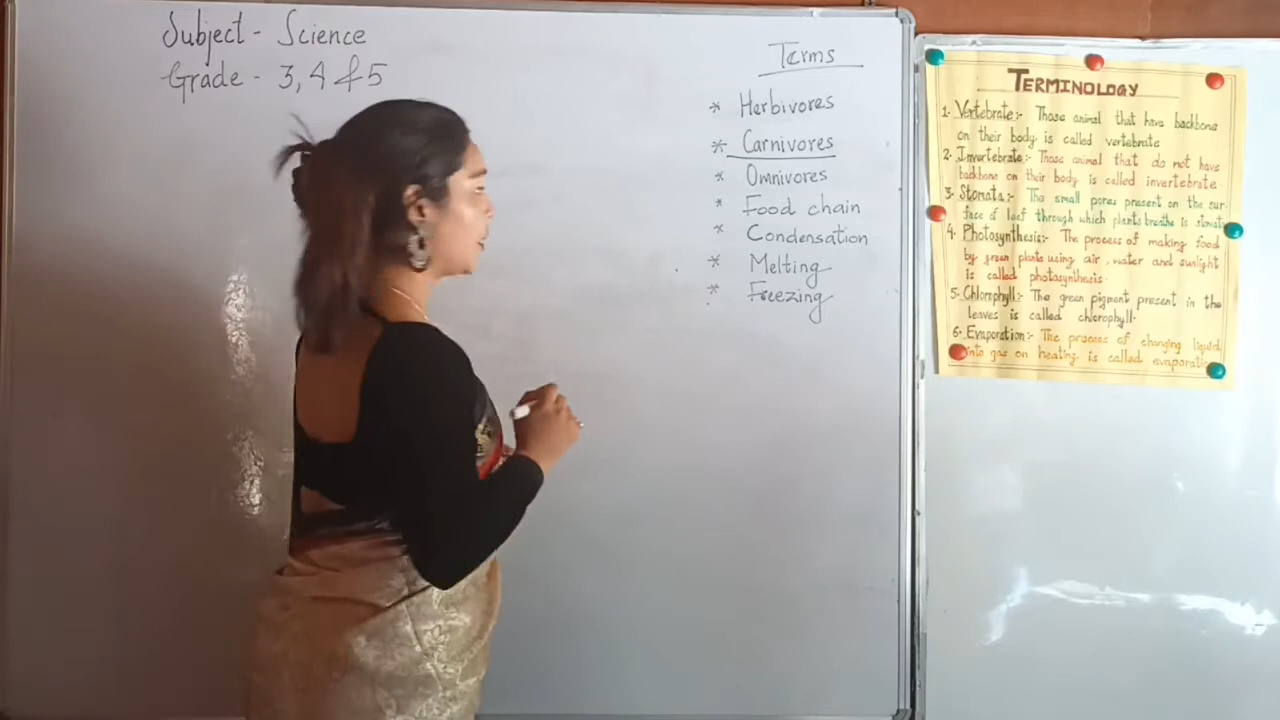 Subject - Science
Grade - 3, 4 & 5
Terms
* Herbivores
* Carnivores
* Omnivores
* Food chain
* Condensation
* Melting
* Freezing
TERMINOLOGY
1. Vertebrate:- Those animal that have backbone
on their body is called vertebrate
2. Invertebrate:- Those animal that do not have
backbone on their body is called invertebrate
3. Stomata:- The small pores present on the sur-
face of leaf through which plants breathe is stomata
4. Photosynthesis:- The process of making food
by green plants using air, water and sunlight
is called photosynthesis.
5. Chlorophyll:- The green pigment present in the
leaves is called chlorophyll.
6. Evaporation:- The process of changing liquid
into gas on heating is called evaporation